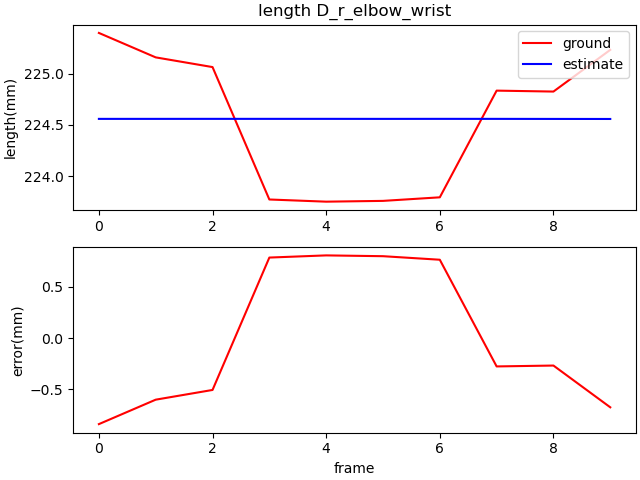 length D_r_elbow_wrist
ground
estimate
length(mm)
225.0
224.5
224.0
0
2
4
6
8
error(mm)
0.5
0.0
−0.5
0
2
4
6
8
frame